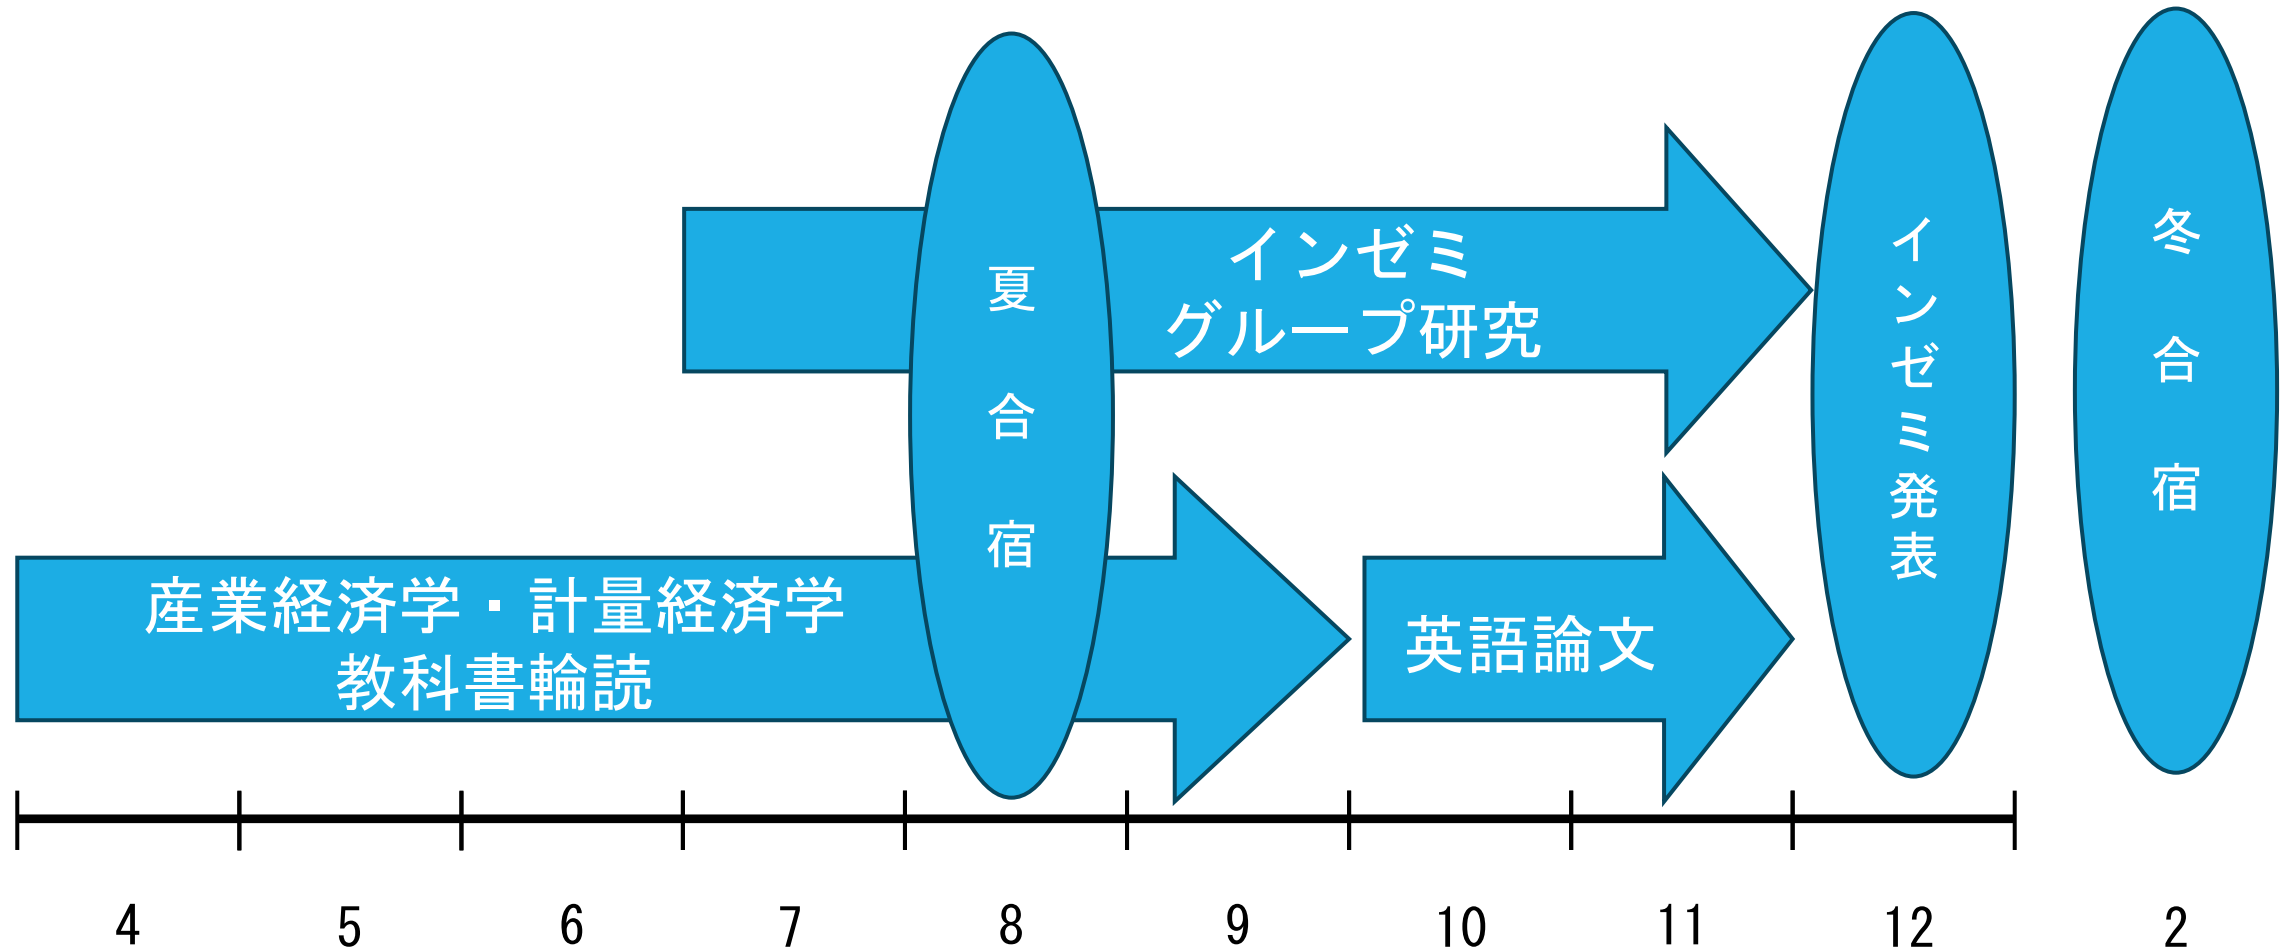 インゼミ
グループ研究
夏合宿
インゼミ発表
冬合宿
産業経済学・計量経済学
教科書輪読
英語論文
4 5 6 7 8 9 10 11 12 2